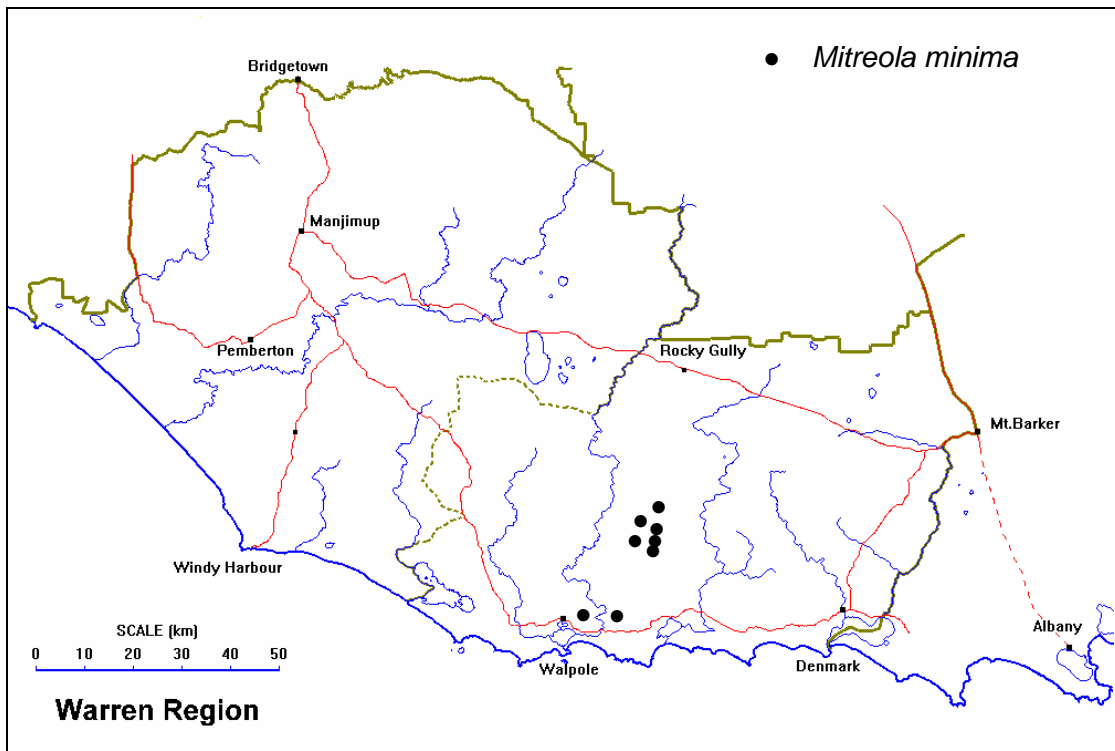 Mitreola minima
Bridgetown
Manjimup
Pemberton
Rocky Gully
Mt.Barker
Windy Harbour
SCALE (km)
0 10 20 30 40 50
Walpole
Denmark
Albany
Warren Region